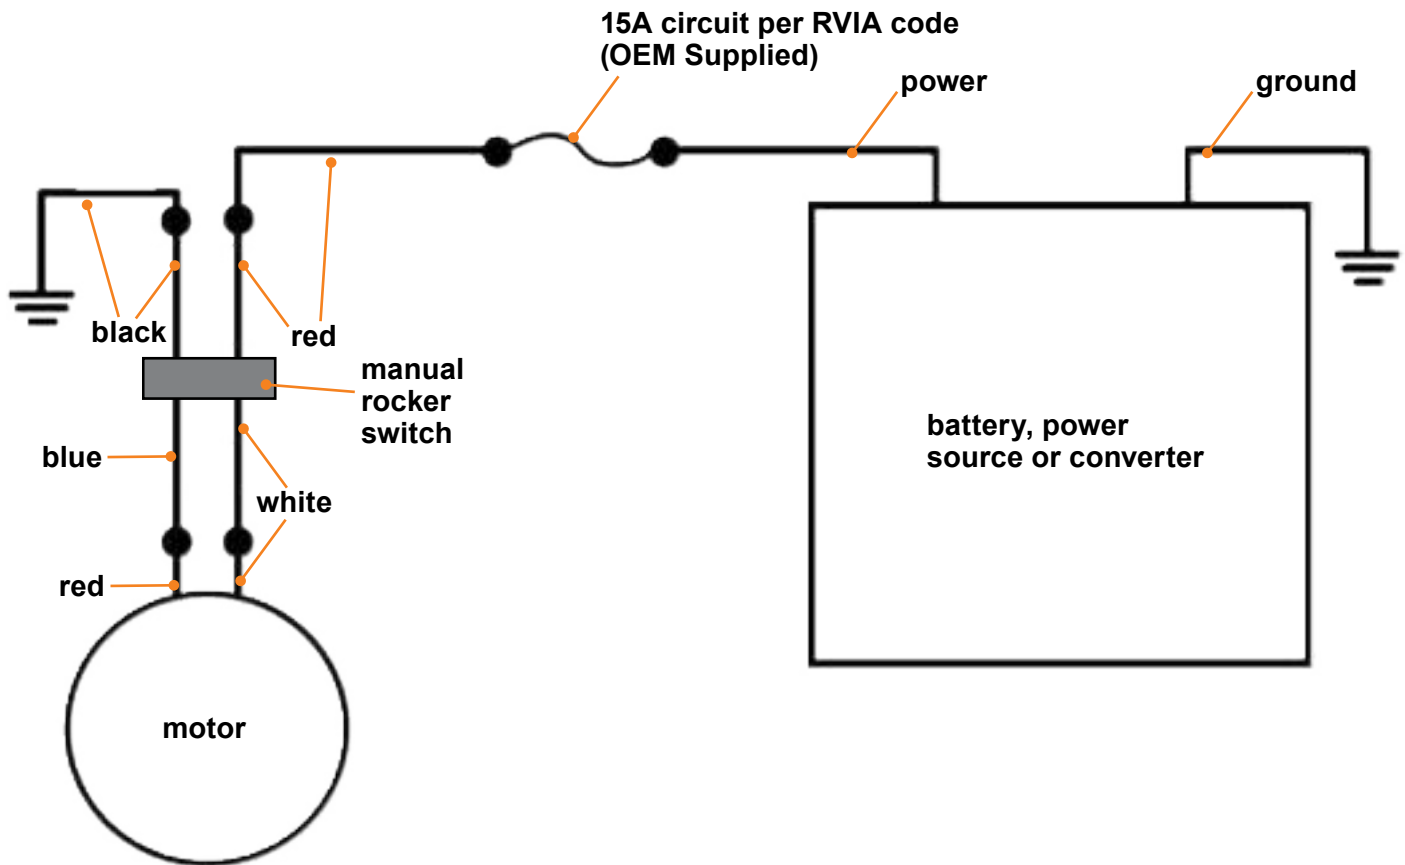 15A circuit per RVIA code
(OEM Supplied)
power
ground
black
red
manual
rocker
switch
blue
white
red
motor
battery, power
source or converter